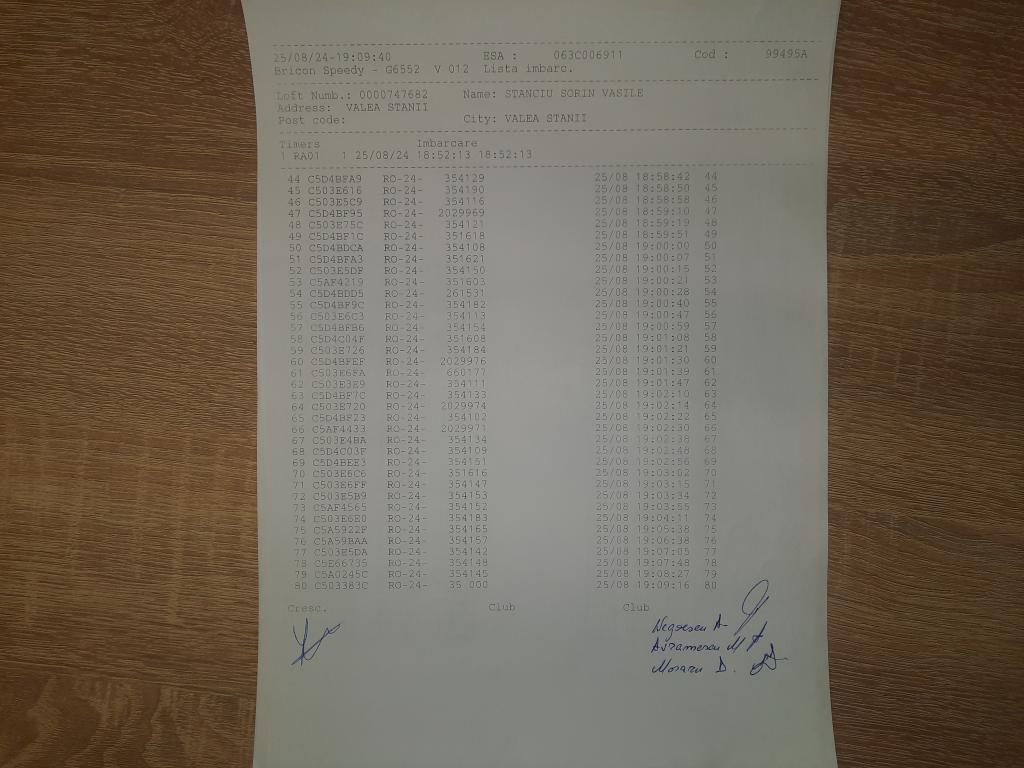 25/08/24-19:09:40 ESA : 063C006911 Cod : 99495A
Bricon Speedy - G6552 V 012 Lista imbarc.
Loft Numb.: 0000747682 Name: STANCIU SORIN VASILE
Address: VALEA STANII
Post code: City: VALEA STANII
Timers Imbarcare
1 RA01 1 25/08/24 18:52:13 18:52:13
44 C5D4BFA9 RO-24- 354129 25/08 18:58:42 44
45 C503E616 RO-24- 354190 25/08 18:58:50 45
46 C503E5C9 RO-24- 354116 25/08 18:58:58 46
47 C5D4BF95 RO-24- 2029969 25/08 18:59:10 47
48 C503E75C RO-24- 354121 25/08 18:59:19 48
49 C5D4BF1C RO-24- 351618 25/08 18:59:51 49
50 C5D4BDCA RO-24- 354108 25/08 19:00:00 50
51 C5D4BFA3 RO-24- 351621 25/08 19:00:07 51
52 C503E5DF RO-24- 354150 25/08 19:00:15 52
53 C5AF4219 RO-24- 351603 25/08 19:00:21 53
54 C5D4BDD5 RO-24- 261531 25/08 19:00:28 54
55 C5D4BF9C RO-24- 354182 25/08 19:00:40 55
56 C503E6C3 RO-24- 354113 25/08 19:00:47 56
57 C5D4BFB6 RO-24- 354154 25/08 19:00:59 57
58 C5D4C04F RO-24- 351608 25/08 19:01:08 58
59 C503E726 RO-24- 354184 25/08 19:01:21 59
60 C5D4BFEF RO-24- 2029976 25/08 19:01:30 60
61 C503E6FA RO-24- 660177 25/08 19:01:39 61
62 C503E3E9 RO-24- 354111 25/08 19:01:47 62
63 C5D4BF7C RO-24- 354133 25/08 19:02:10 63
64 C503E720 RO-24- 2029974 25/08 19:02:14 64
65 C5D4BF23 RO-24- 354102 25/08 19:02:22 65
66 C5AF4433 RO-24- 2029971 25/08 19:02:30 66
67 C503E4BA RO-24- 354134 25/08 19:02:38 67
68 C5D4C03F RO-24- 354109 25/08 19:02:48 68
69 C5D4BEE3 RO-24- 354151 25/08 19:02:56 69
70 C503E6C6 RO-24- 351616 25/08 19:03:02 70
71 C503E6FF RO-24- 354147 25/08 19:03:15 71
72 C503E5B9 RO-24- 354153 25/08 19:03:34 72
73 C5AF4565 RO-24- 354152 25/08 19:03:55 73
74 C503E6E0 RO-24- 354183 25/08 19:04:11 74
75 C5A5922F RO-24- 354165 25/08 19:05:38 75
76 C5A59BAA RO-24- 354157 25/08 19:06:38 76
77 C503E5DA RO-24- 354142 25/08 19:07:05 77
78 C5E66735 RO-24- 354148 25/08 19:07:48 78
79 C5A0245C RO-24- 354145 25/08 19:08:27 79
80 C503383C RO-24- 35 000 25/08 19:09:16 80
Cresc. Club Club
Negrescu A
Avramescu M
Moraru D.